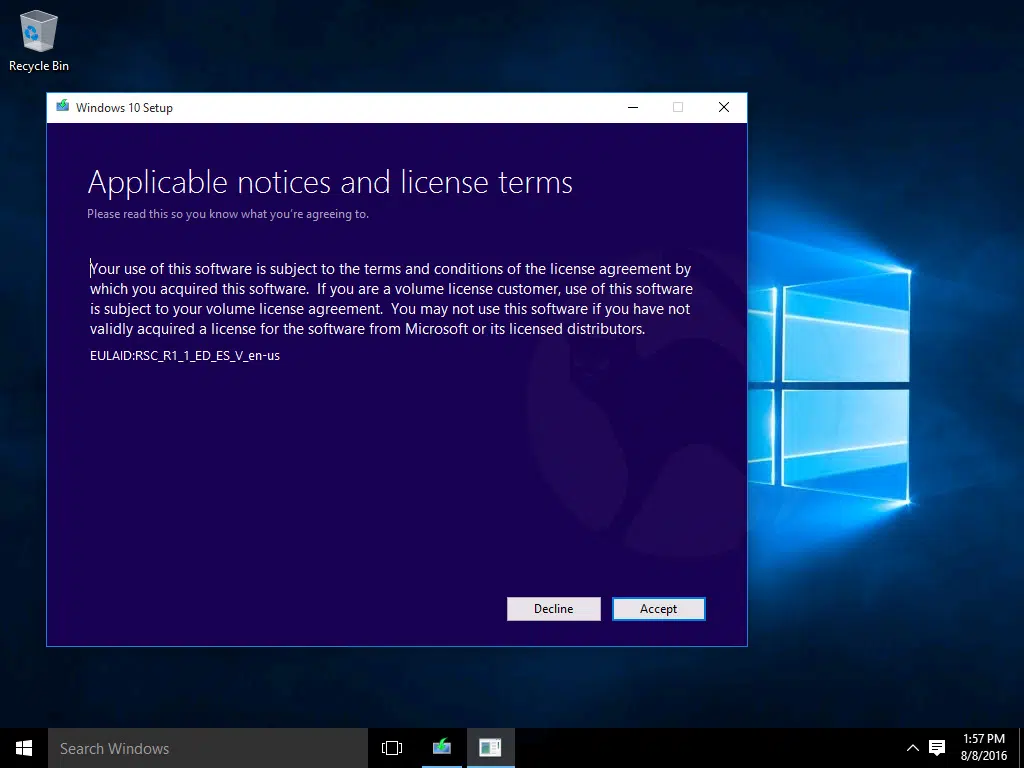 Recycle Bin
Windows 10 Setup
Applicable notices and license terms
Please read this so you know what you're agreeing to.
Your use of this software is subject to the terms and conditions of the license agreement by
which you acquired this software.  If you are a volume license customer, use of this software
is subject to your volume license agreement.  You may not use this software if you have not
validly acquired a license for the software from Microsoft or its licensed distributors.
EULAID:RSC_R1_1_ED_ES_V_en-us
Decline
Accept
Search Windows
1:57 PM
8/8/2016